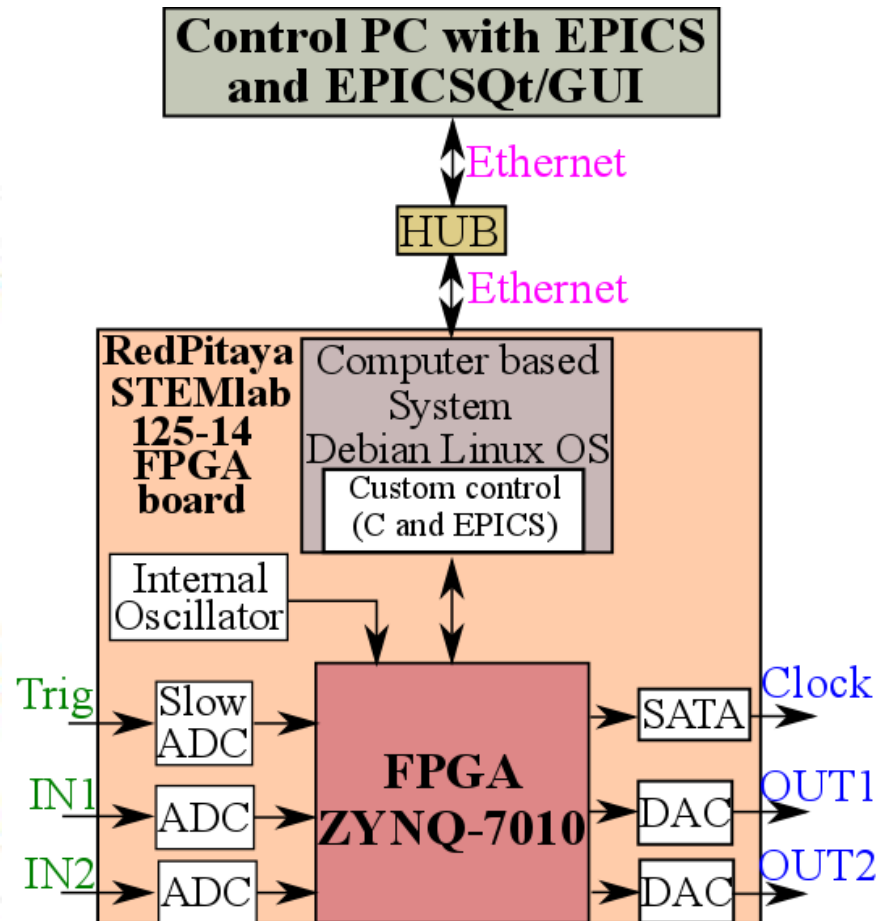 Control PC with EPICS
and EPICSQt/GUI
Ethernet
HUB
Ethernet
RedPitaya
STEMlab
125-14
FPGA
board
Computer based
System
Debian Linux OS
Custom control
(C and EPICS)
Internal
Oscillator
Trig
Slow
ADC
FPGA
ZYNQ-7010
SATA
Clock
IN1
ADC
DAC
OUT1
IN2
ADC
DAC
OUT2